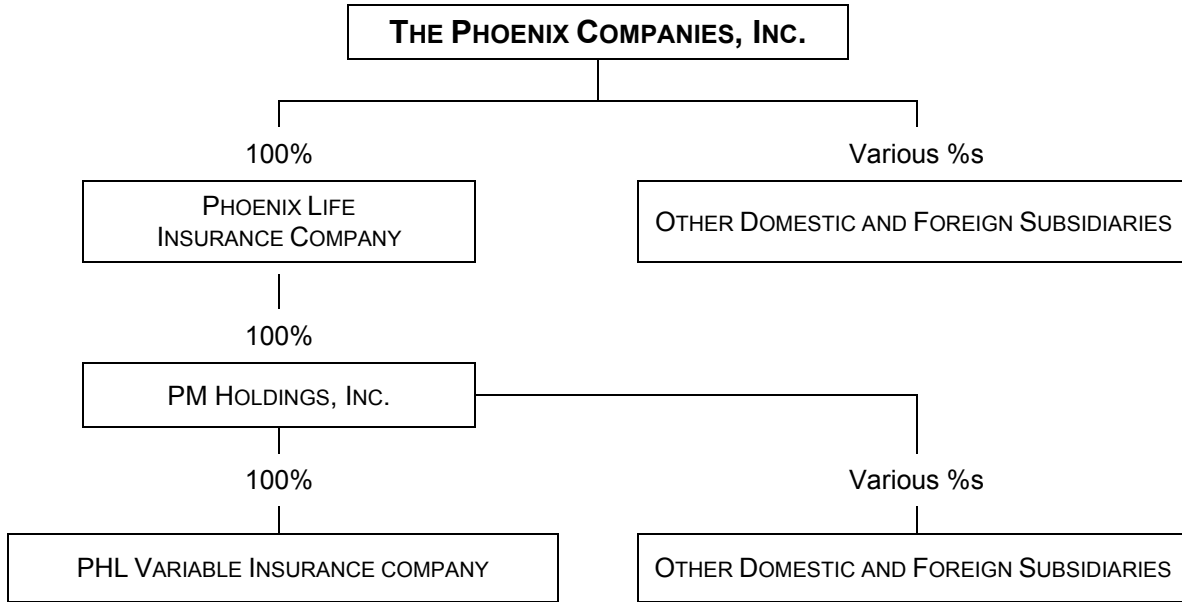 THE PHOENIX COMPANIES, INC.
100%
Various %s
PHOENIX LIFE
INSURANCE COMPANY
OTHER DOMESTIC AND FOREIGN SUBSIDIARIES
100%
PM HOLDINGS, INC.
100%
Various %s
PHL VARIABLE INSURANCE COMPANY
OTHER DOMESTIC AND FOREIGN SUBSIDIARIES